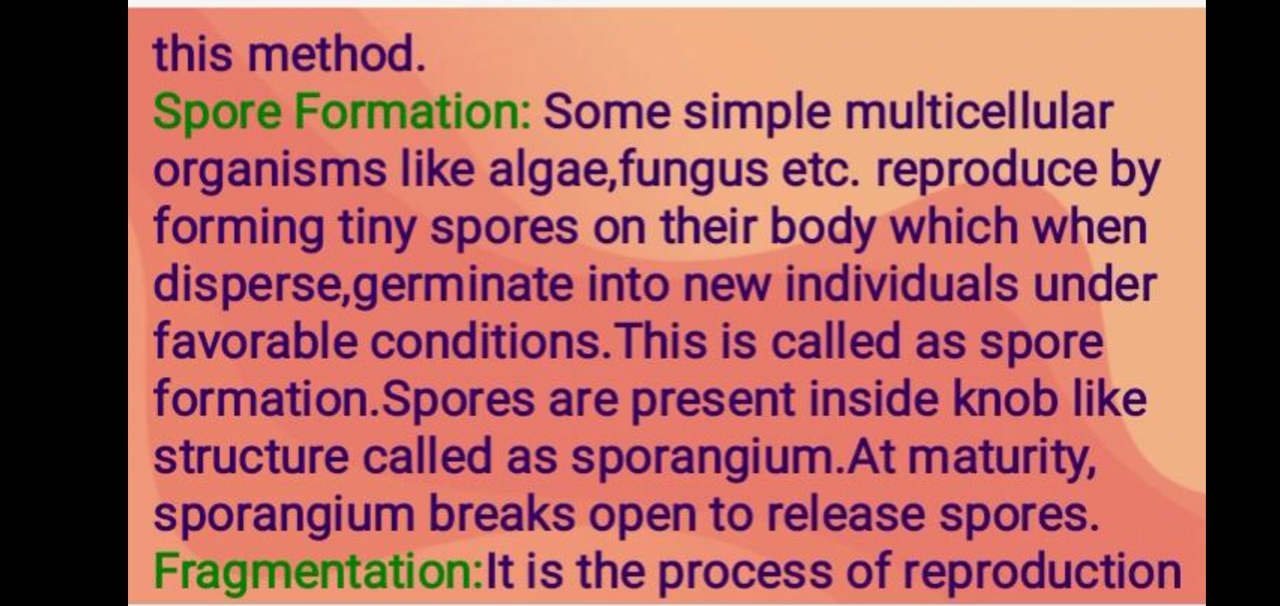 this method.
Spore Formation: Some simple multicellular
organisms like algae,fungus etc. reproduce by
forming tiny spores on their body which when
disperse,germinate into new individuals under
favorable conditions.This is called as spore
formation.Spores are present inside knob like
structure called as sporangium.At maturity,
sporangium breaks open to release spores.
Fragmentation:It is the process of reproduction